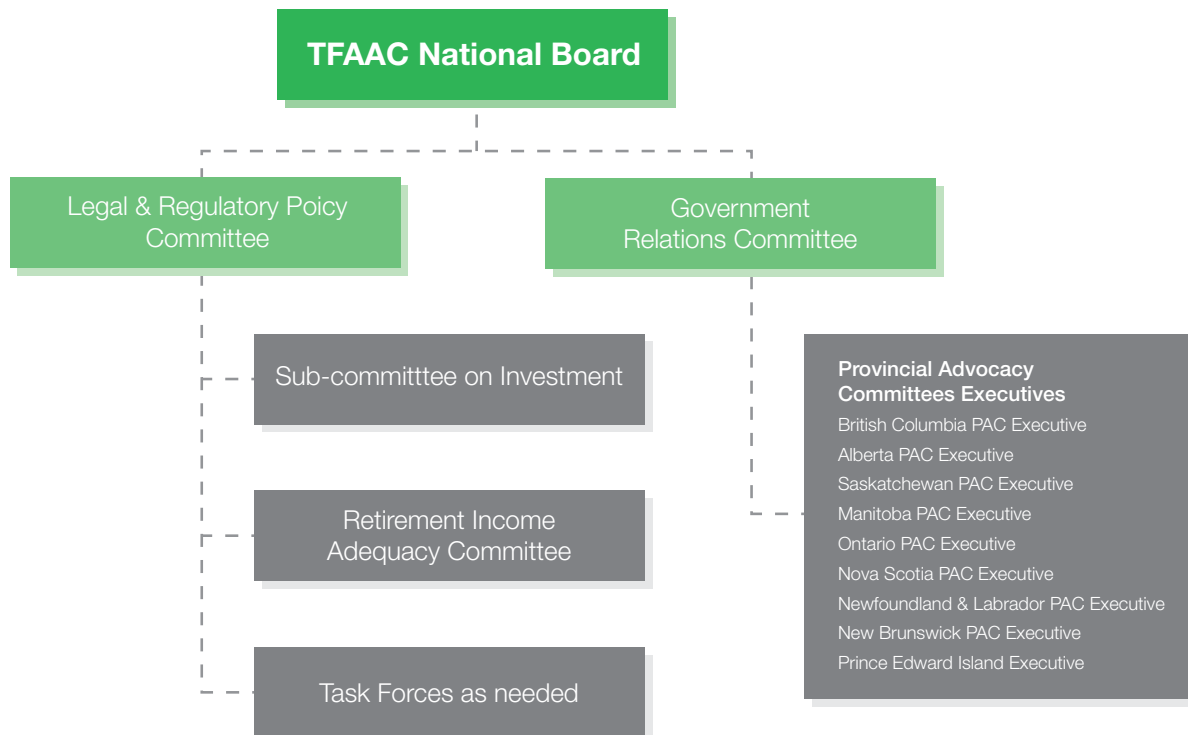 TFAAC National Board
Legal & Regulatory Poicy
Committee
Government
Relations Committee
Sub-committtee on Investment
Retirement Income
Adequacy Committee
Task Forces as needed
Provincial Advocacy
Committees Executives
British Columbia PAC Executive
Alberta PAC Executive
Saskatchewan PAC Executive
Manitoba PAC Executive
Ontario PAC Executive
Nova Scotia PAC Executive
Newfoundland & Labrador PAC Executive
New Brunswick PAC Executive
Prince Edward Island Executive